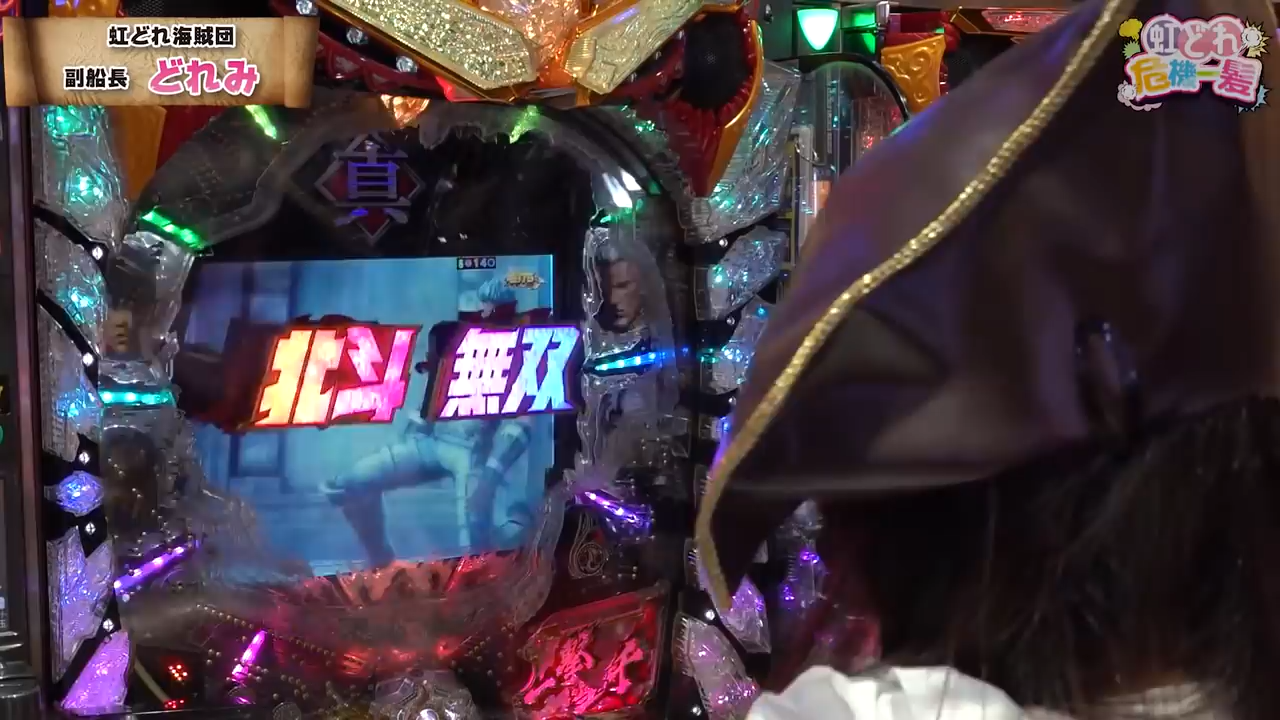 虹どれ海賊団
副船長 どれみ
虹どれ
危機一髪
真
北斗 無双